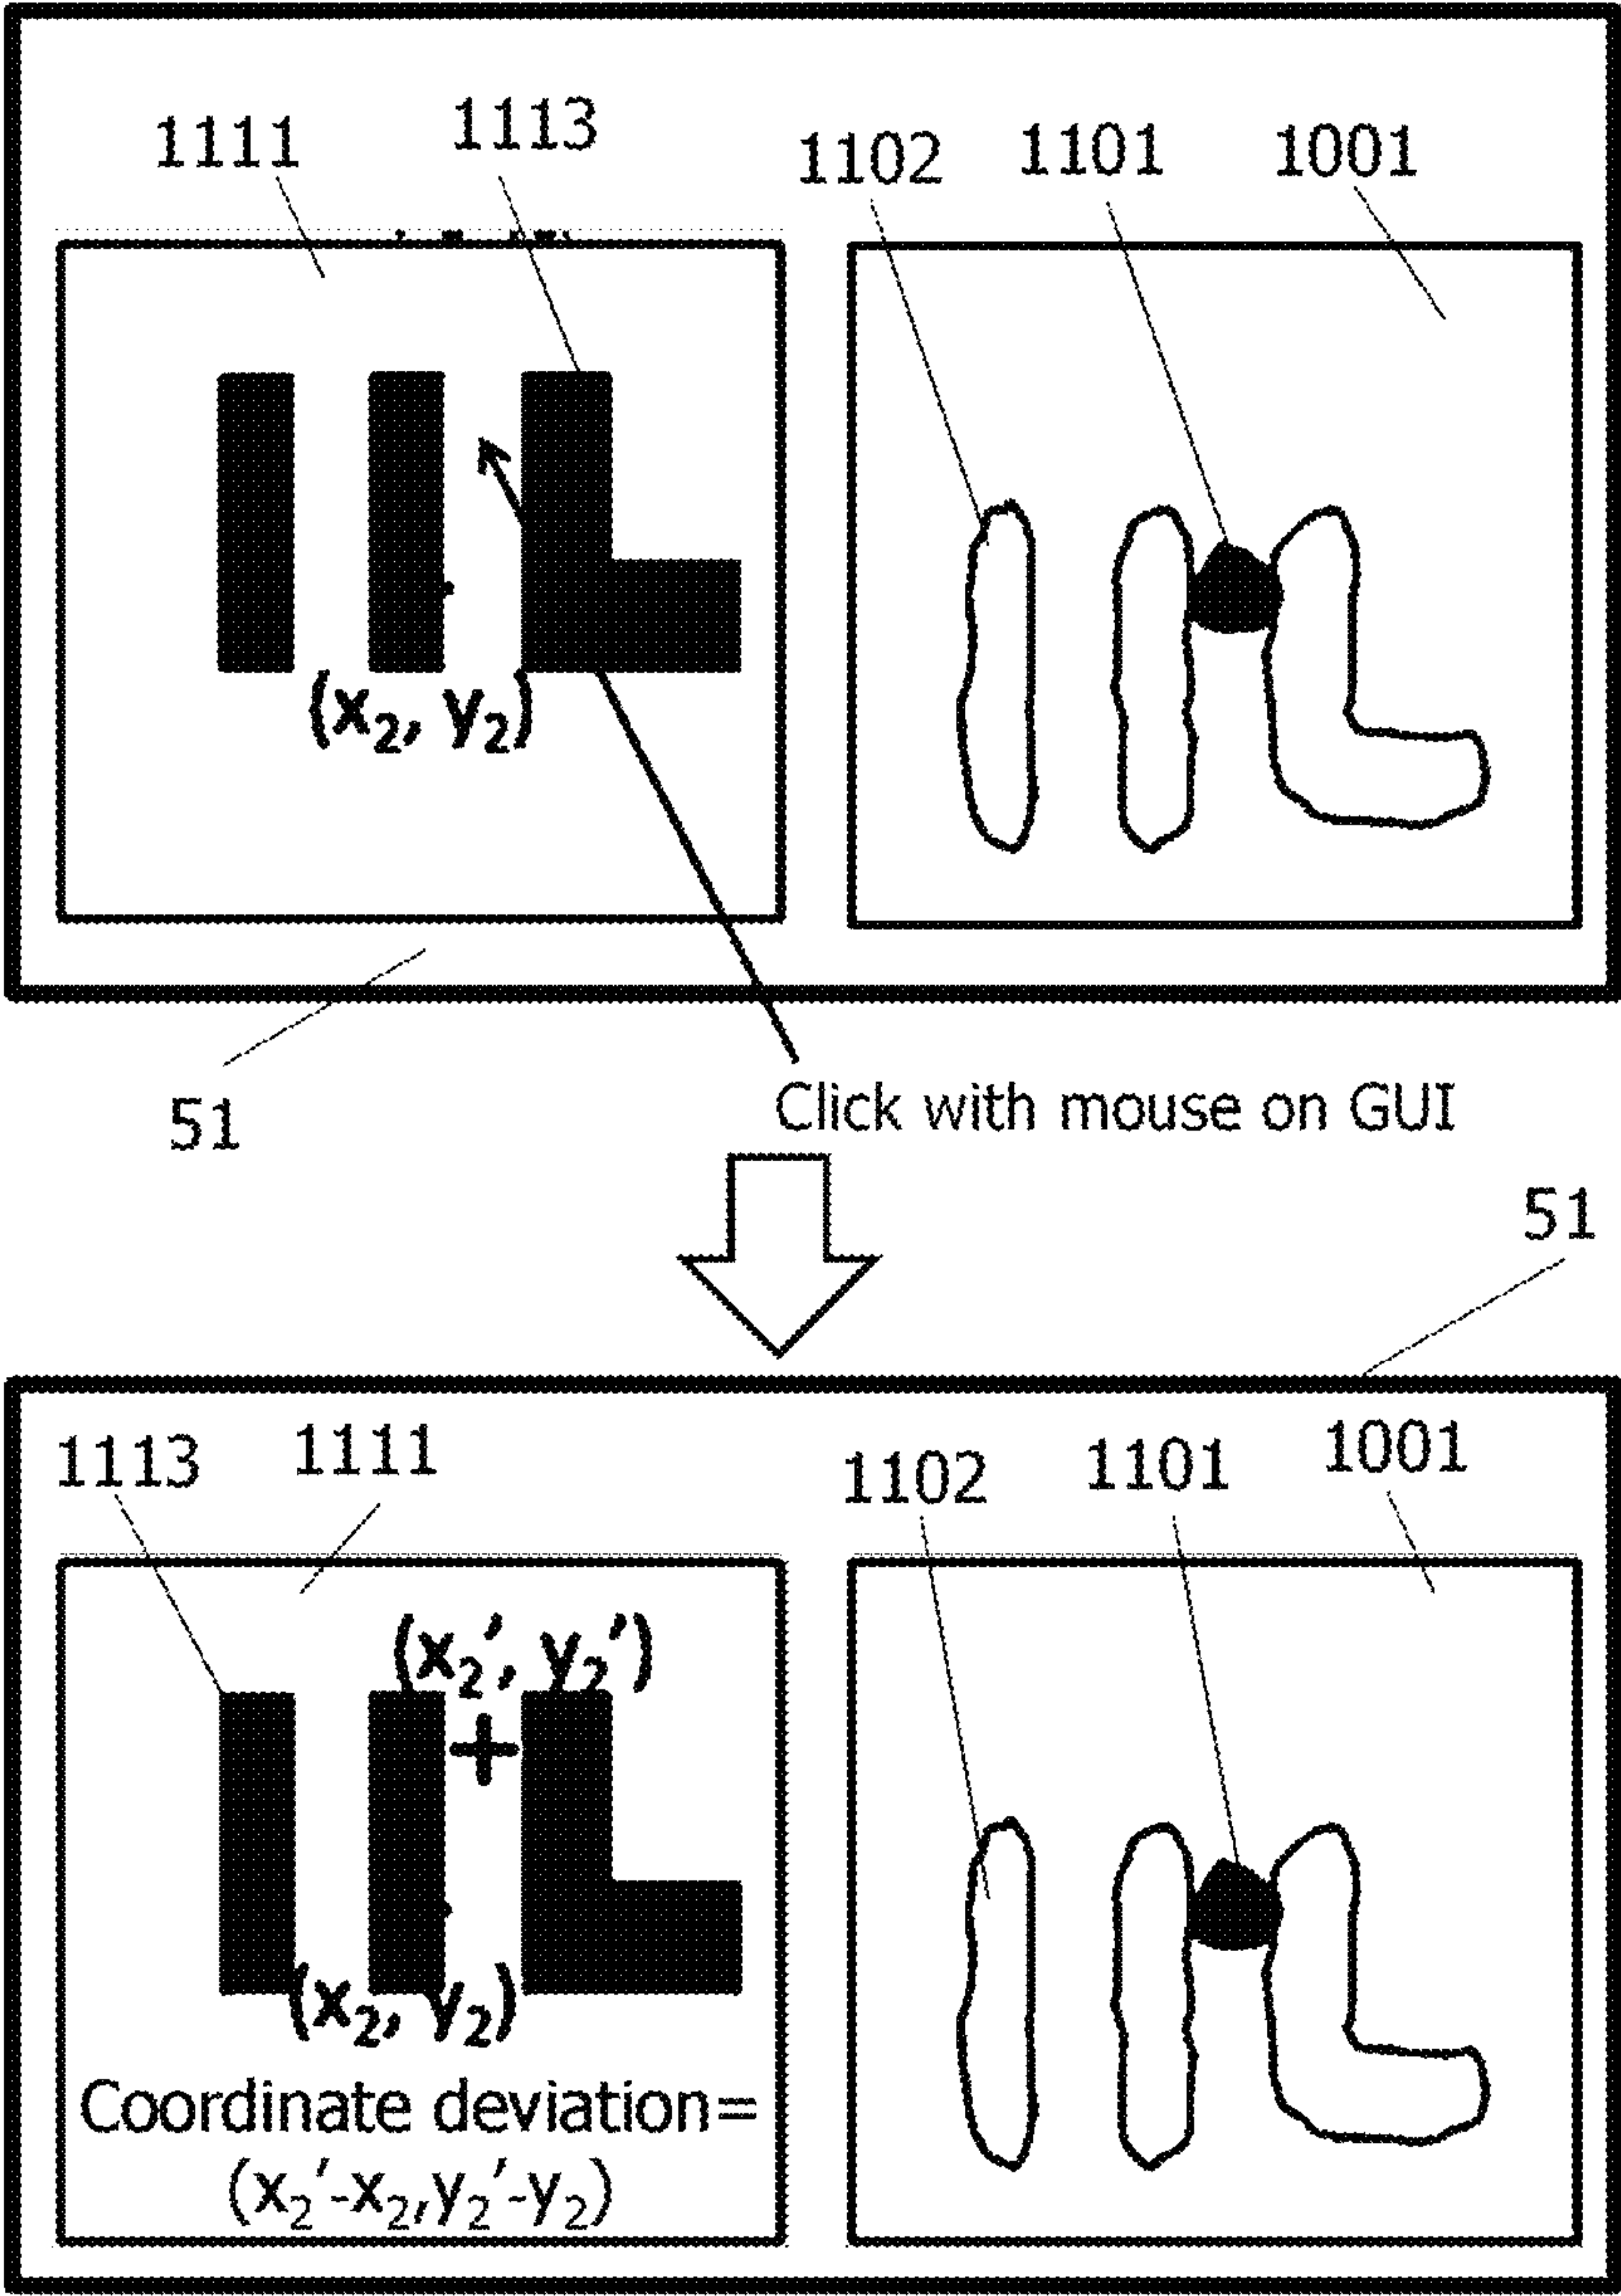 1111 1113 1102 1101 1001
(x₂, y₂)
51
Click with mouse on GUI
51
1113 1111 1102 1101 1001
(x₂′, y₂′)
(x₂, y₂)
Coordinate deviation=
(x₂′-x₂,y₂′-y₂)